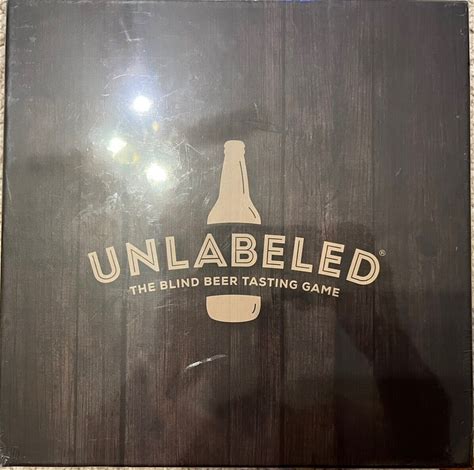 UNLABELED®
THE BLIND BEER TASTING GAME